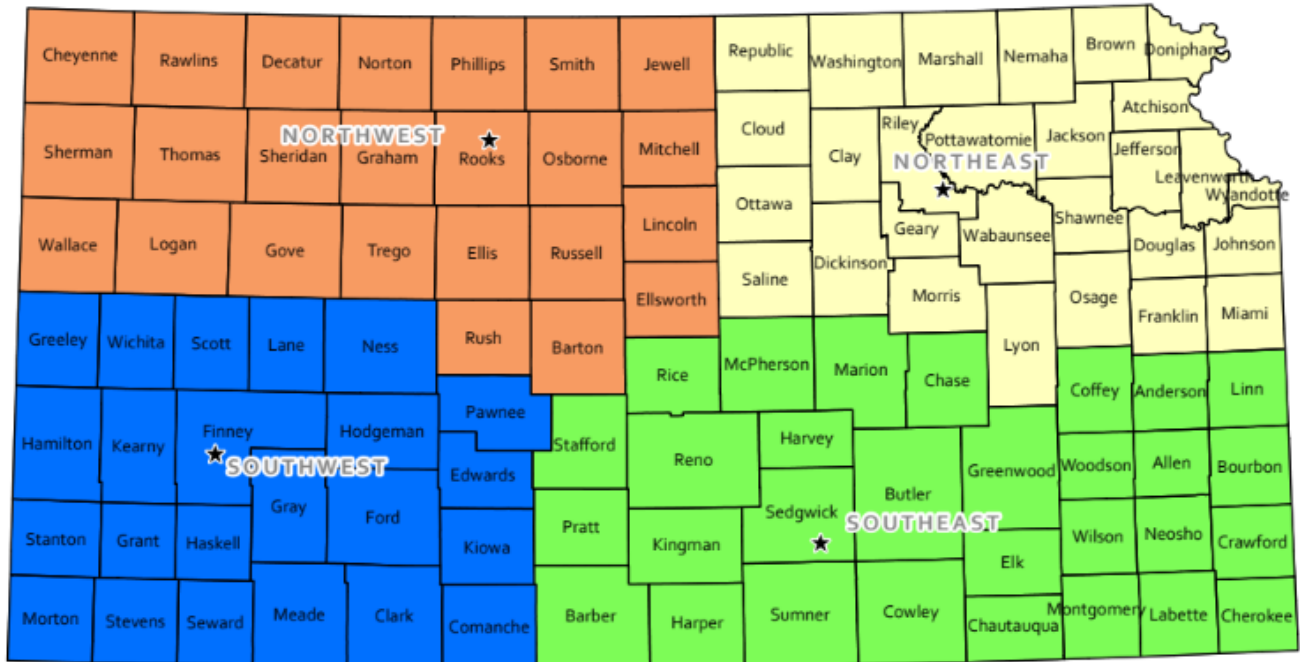 Cheyenne
Rawlins
Decatur
Norton
Phillips
Smith
Jewell
Republic
Washington
Marshall
Nemaha
Brown
Doniphan
Sherman
Thomas
NORTHWEST
Sheridan
Graham
Rooks
Osborne
Mitchell
Cloud
Clay
Riley
Pottawatomie
NORTHEAST
Jackson
Atchison
Jefferson
Leavenworth
Wyandotte
Wallace
Logan
Gove
Trego
Ellis
Russell
Lincoln
Ottawa
Dickinson
Geary
Wabaunsee
Shawnee
Douglas
Johnson
Ellsworth
Saline
Morris
Osage
Franklin
Miami
Greeley
Wichita
Scott
Lane
Ness
Rush
Barton
Rice
McPherson
Marion
Chase
Lyon
Coffey
Anderson
Linn
Hamilton
Kearny
Finney
SOUTHWEST
Hodgeman
Pawnee
Edwards
Stafford
Reno
Harvey
Sedgwick
Butler
SOUTHEAST
Greenwood
Woodson
Allen
Bourbon
Stanton
Grant
Haskell
Gray
Ford
Kiowa
Pratt
Kingman
Elk
Wilson
Neosho
Crawford
Morton
Stevens
Seward
Meade
Clark
Comanche
Barber
Harper
Sumner
Cowley
Chautauqua
Montgomery
Labette
Cherokee